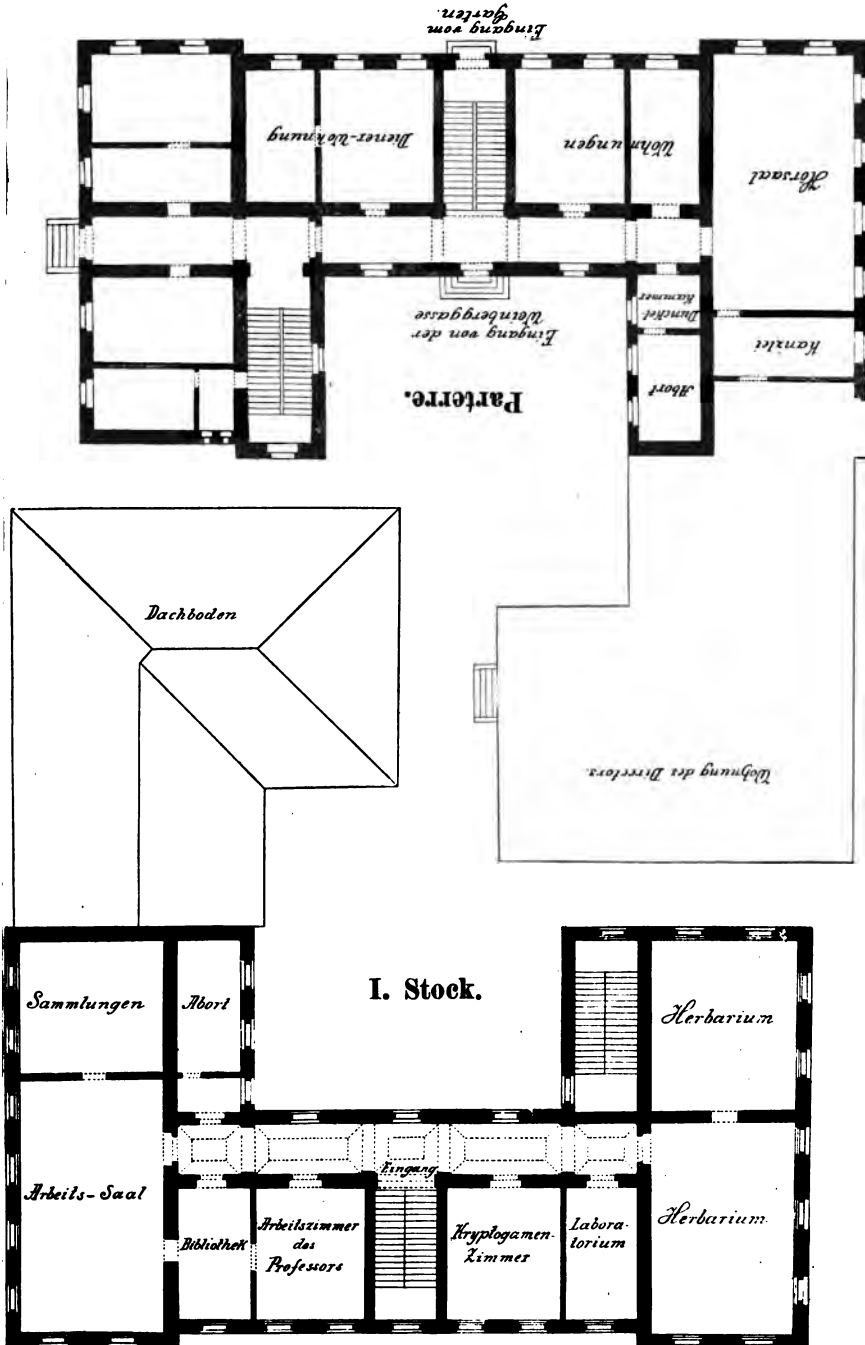 Eingang vom
Garten
Diener-Wohnung
Wohnungen
Hörsaal
Eingang von der
Weinberggasse
Dunckel-
kammer
Kanzlei
Abort
Parterre.
Wohnung des Directors.
Dachboden
I. Stock.
Sammlungen
Abort
Herbarium
Eingang
Arbeits-Saal
Bibliothek
Arbeitszimmer
des
Professors
Kryptogamen-
Zimmer
Labora-
torium
Herbarium